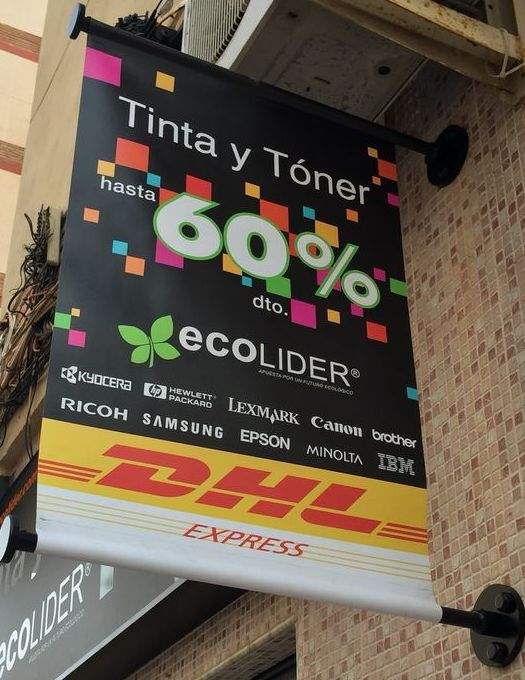 Tinta y Tóner
hasta 60%
dto.
ecoLIDER®
APUESTA POR UN FUTURO ECOLÓGICO
KYOCERA hp HEWLETT PACKARD LEXMARK Canon brother
RICOH SAMSUNG EPSON MINOLTA IBM
DHL
EXPRESS
ecoLIDER®